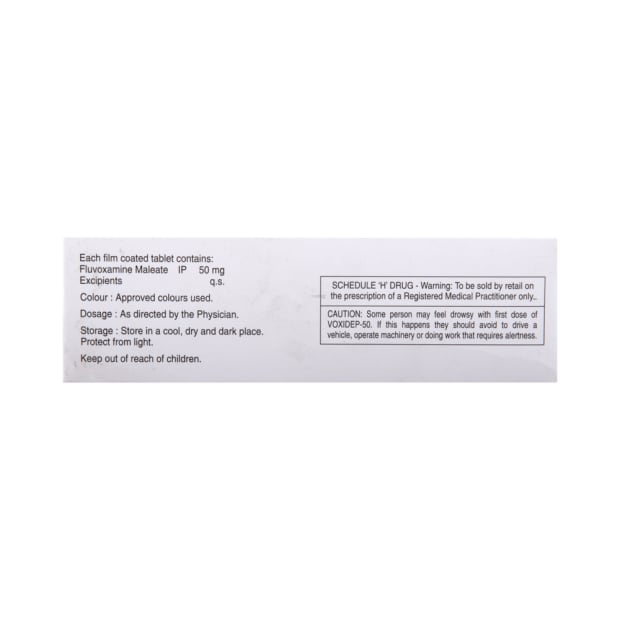 Each film coated tablet contains:
Fluvoxamine Maleate IP 50 mg
Excipients q.s.
Colour : Approved colours used.
Dosage : As directed by the Physician.
Storage : Store in a cool, dry and dark place.
Protect from light.
Keep out of reach of children.
SCHEDULE 'H' DRUG - Warning: To be sold by retail on
the prescription of a Registered Medical Practitioner only..
CAUTION: Some person may feel drowsy with first dose of
VOXIDEP-50. If this happens they should avoid to drive a
vehicle, operate machinery or doing work that requires alertness.